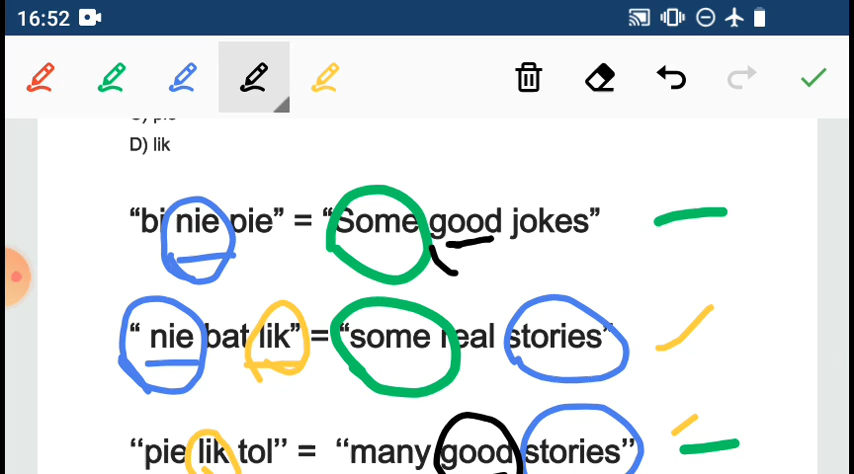 16:52
D) lik
“bi nie pie” = “Some good jokes”
“ nie bat lik” = “some real stories”
‘‘pie lik tol’’ = ‘‘many good stories’’